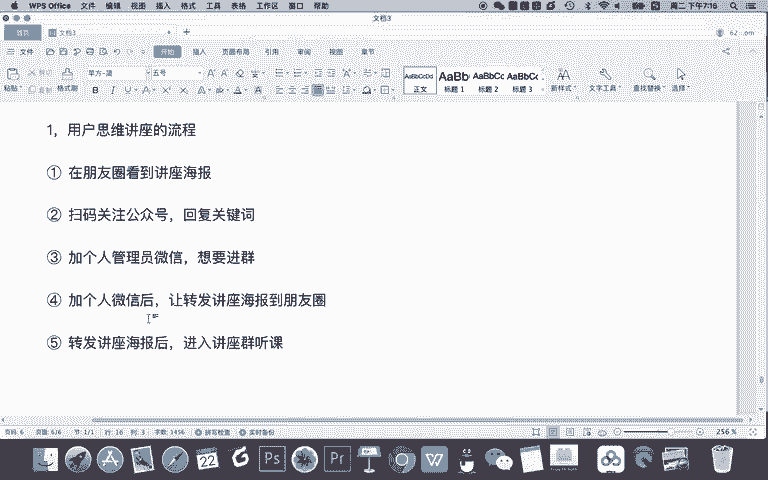 WPS Office 文件 编辑 视图 插入 格式 工具 表格 工作区 窗口 帮助 周二 下午7:16
文档3
首页 文档3 +
文件 开始 插入 页面布局 引用 审阅 视图 章节
粘贴 剪切 复制 格式刷 五号 AaBbCcDd 正文 AaBb 标题 1 AaBbCc 标题 2 AaBbC 标题 3 新样式 文字工具 查找替换 选择
1，用户思维讲座的流程
① 在朋友圈看到讲座海报
② 扫码关注公众号，回复关键词
③ 加个人管理员微信，想要进群
④ 加个人微信后，让转发讲座海报到朋友圈
⑤ 转发讲座海报后，进入讲座群听课
页码: 6 页面: 6/6 节: 1/1 行: 16 列: 3 字数: 1456 拼写检查 实时备份 256 %
22 Ps Pr W